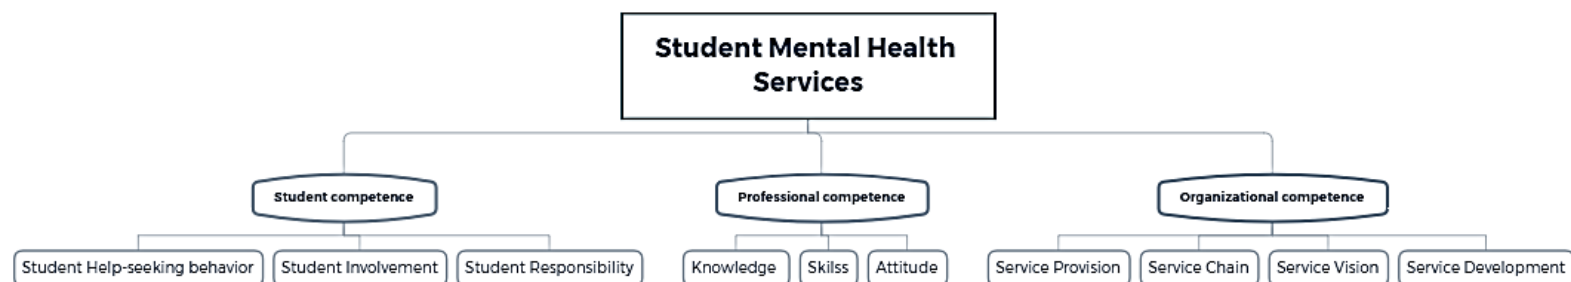 Student Mental Health
Services
Student competence
Professional competence
Organizational competence
Student Help-seeking behavior
Student Involvement
Student Responsibility
Knowledge
Skilss
Attitude
Service Provision
Service Chain
Service Vision
Service Development